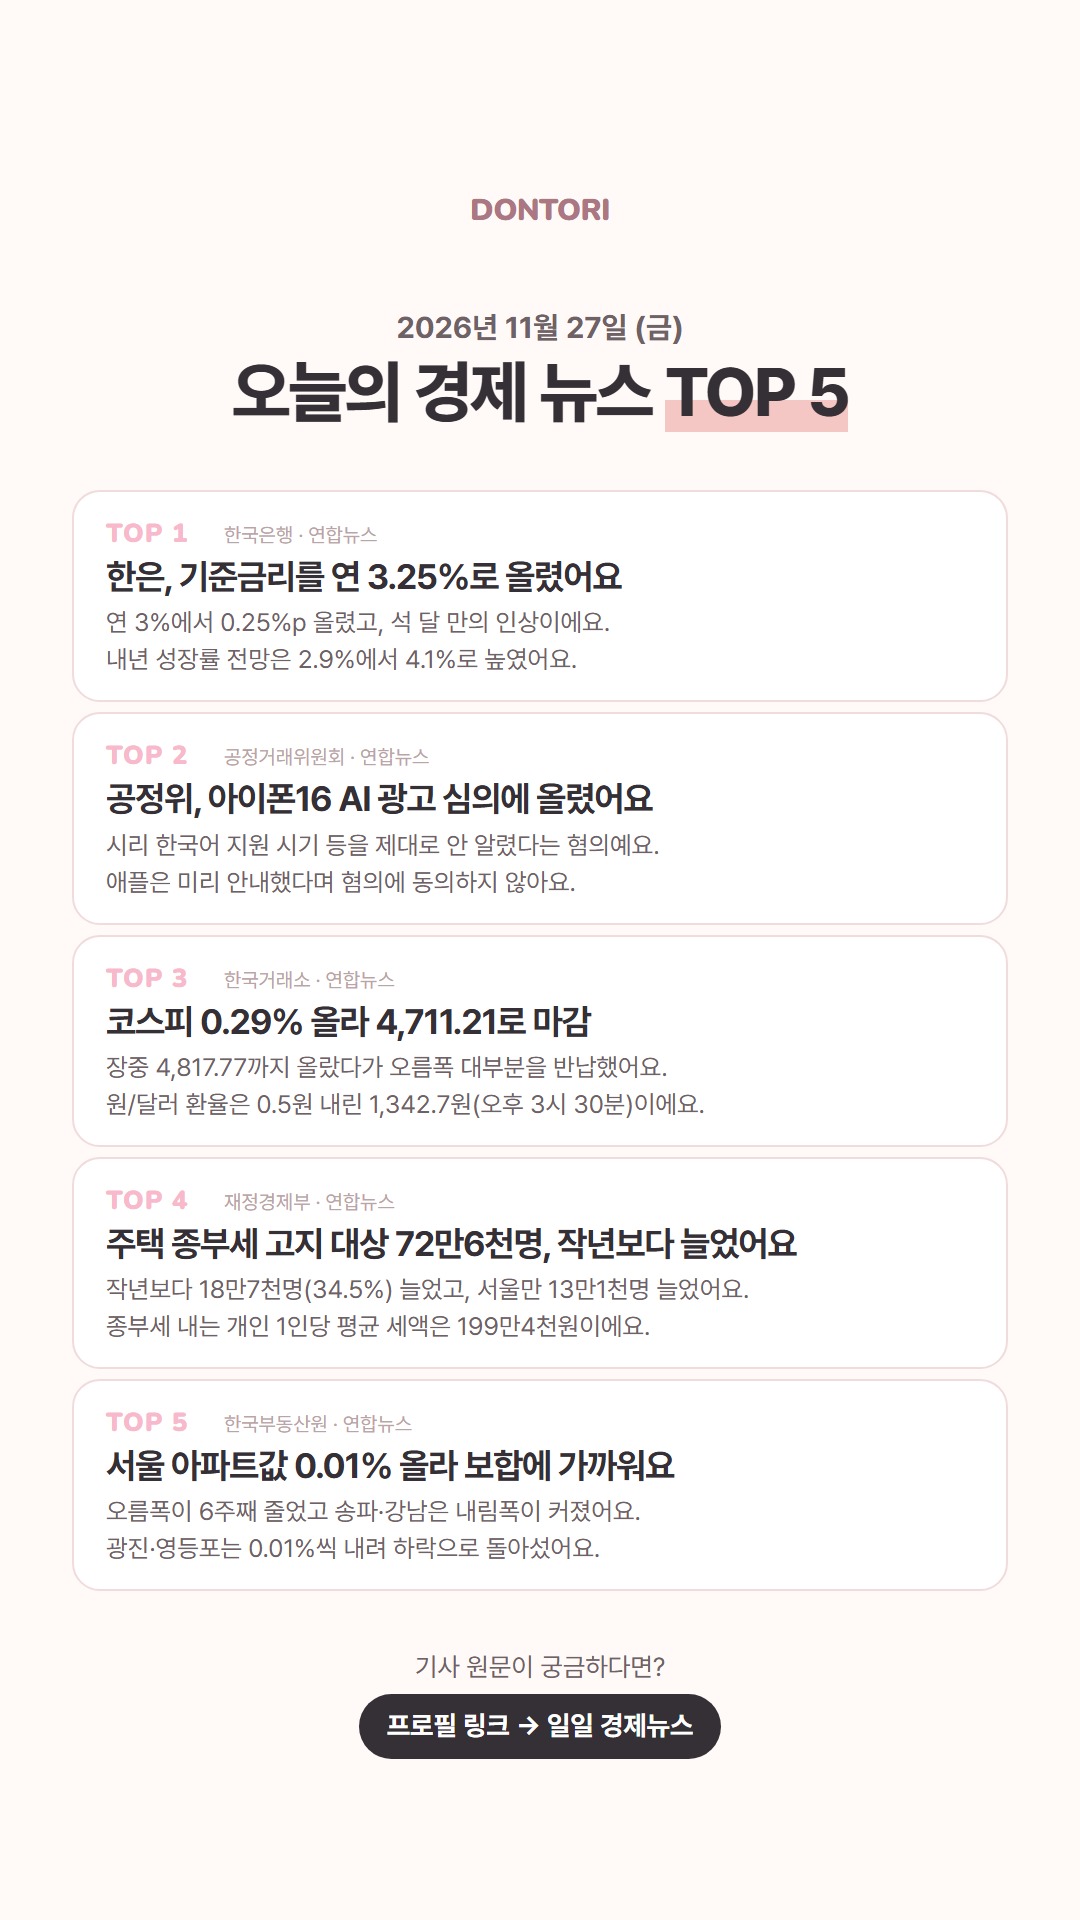 DONTORI
2026년 11월 27일 (금)
오늘의 경제 뉴스 TOP 5
TOP 1 한국은행 · 연합뉴스
한은, 기준금리를 연 3.25%로 올렸어요
연 3%에서 0.25%p 올렸고, 석 달 만의 인상이에요.
내년 성장률 전망은 2.9%에서 4.1%로 높였어요.
TOP 2 공정거래위원회 · 연합뉴스
공정위, 아이폰16 AI 광고 심의에 올렸어요
시리 한국어 지원 시기 등을 제대로 안 알렸다는 혐의예요.
애플은 미리 안내했다며 혐의에 동의하지 않아요.
TOP 3 한국거래소 · 연합뉴스
코스피 0.29% 올라 4,711.21로 마감
장중 4,817.77까지 올랐다가 오름폭 대부분을 반납했어요.
원/달러 환율은 0.5원 내린 1,342.7원(오후 3시 30분)이에요.
TOP 4 재정경제부 · 연합뉴스
주택 종부세 고지 대상 72만6천명, 작년보다 늘었어요
작년보다 18만7천명(34.5%) 늘었고, 서울만 13만1천명 늘었어요.
종부세 내는 개인 1인당 평균 세액은 199만4천원이에요.
TOP 5 한국부동산원 · 연합뉴스
서울 아파트값 0.01% 올라 보합에 가까워요
오름폭이 6주째 줄었고 송파·강남은 내림폭이 커졌어요.
광진·영등포는 0.01%씩 내려 하락으로 돌아섰어요.
기사 원문이 궁금하다면?
프로필 링크 → 일일 경제뉴스